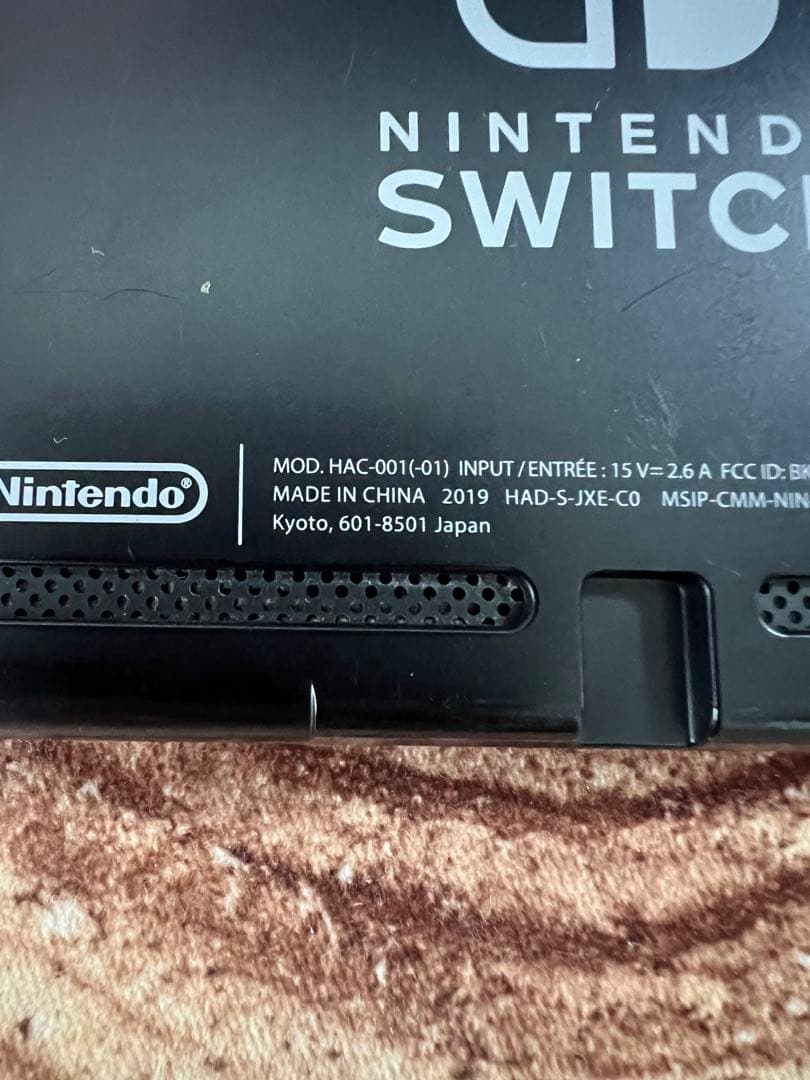 NINTEND
SWITC
Nintendo®
MOD. HAC-001(-01) INPUT / ENTRÉE : 15 V⎓ 2.6 A FCC ID:
MADE IN CHINA 2019 HAD-S-JXE-C0 MSIP-CMM-NIN
Kyoto, 601-8501 Japan